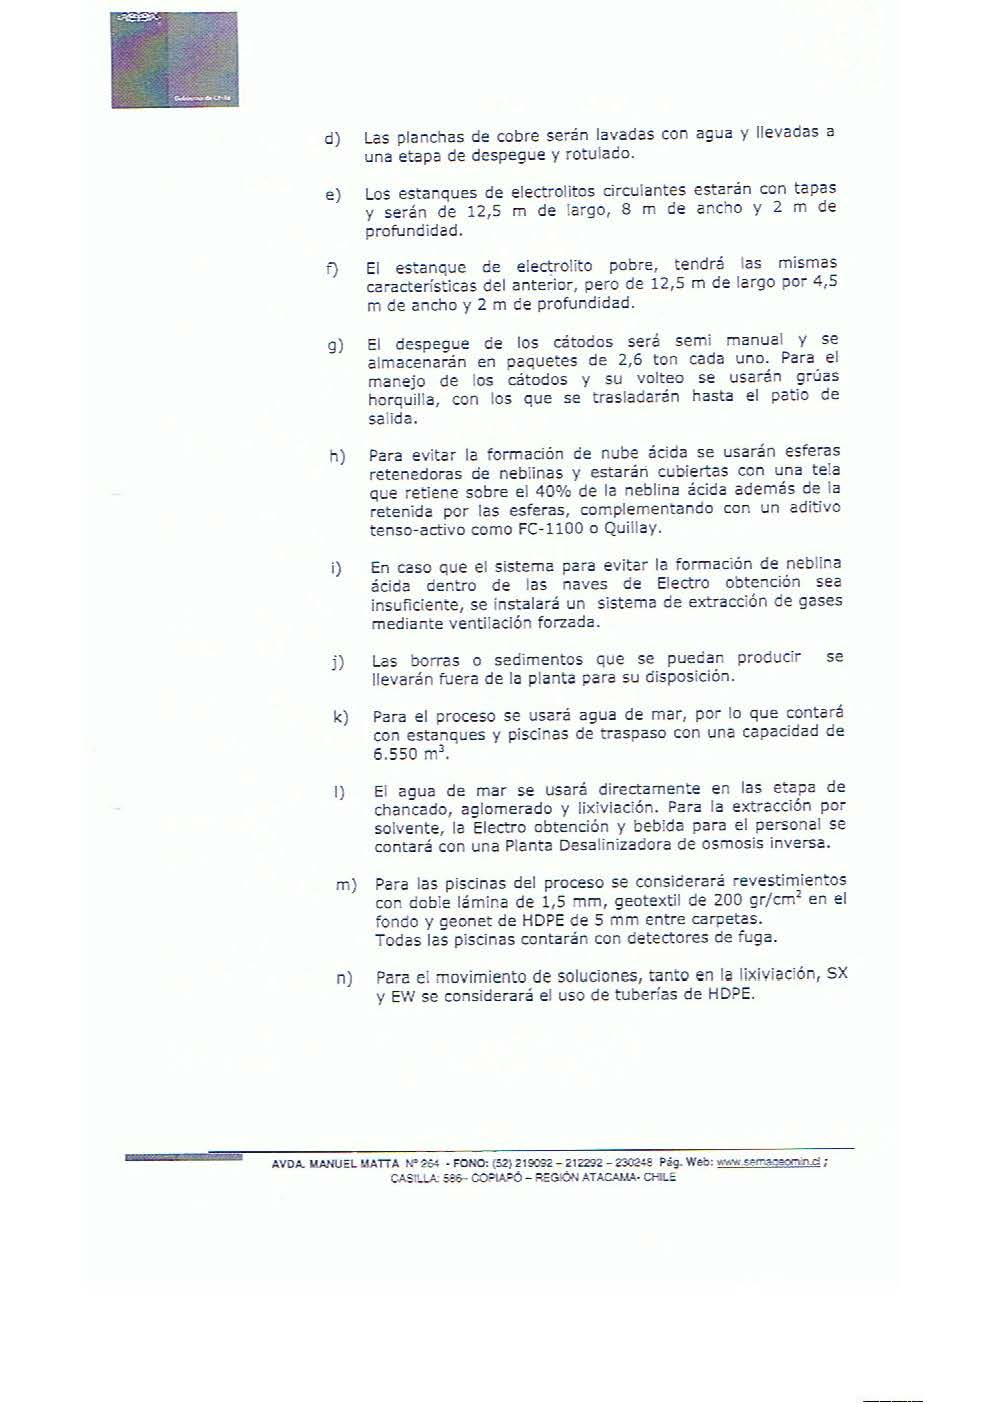 Gobierno de Chile
d) Las planchas de cobre serán lavadas con agua y llevadas a
una etapa de despegue y rotulado.
e) Los estanques de electrolitos circulantes estarán con tapas
y serán de 12,5 m de largo, 8 m de ancho y 2 m de
profundidad.
f) El estanque de electrolito pobre, tendrá las mismas
características del anterior, pero de 12,5 m de largo por 4,5
m de ancho y 2 m de profundidad.
g) El despegue de los cátodos será semi manual y se
almacenarán en paquetes de 2,6 ton cada uno. Para el
manejo de los cátodos y su volteo se usarán grúas
horquilla, con los que se trasladarán hasta el patio de
salida.
h) Para evitar la formación de nube ácida se usarán esferas
retenedoras de neblinas y estarán cubiertas con una tela
que retiene sobre el 40% de la neblina ácida además de la
retenida por las esferas, complementando con un aditivo
tenso-activo como FC-1100 o Quillay.
i) En caso que el sistema para evitar la formación de neblina
ácida dentro de las naves de Electro obtención sea
insuficiente, se instalará un sistema de extracción de gases
mediante ventilación forzada.
j) Las borras o sedimentos que se puedan producir se
llevarán fuera de la planta para su disposición.
k) Para el proceso se usará agua de mar, por lo que contará
con estanques y piscinas de traspaso con una capacidad de
6.550 m³.
l) El agua de mar se usará directamente en las etapa de
chancado, aglomerado y lixiviación. Para la extracción por
solvente, la Electro obtención y bebida para el personal se
contará con una Planta Desalinizadora de osmosis inversa.
m) Para las piscinas del proceso se considerará revestimientos
con doble lámina de 1,5 mm, geotextil de 200 gr/cm² en el
fondo y geonet de HDPE de 5 mm entre carpetas.
Todas las piscinas contarán con detectores de fuga.
n) Para el movimiento de soluciones, tanto en la lixiviación, SX
y EW se considerará el uso de tuberías de HDPE.
AVDA. MANUEL MATTA N° 264 - FONO: (52) 219092 – 212292 – 230248 Pág. Web: www.sernageomin.cl ;
CASILLA: 586– COPIAPÓ – REGIÓN ATACAMA- CHILE